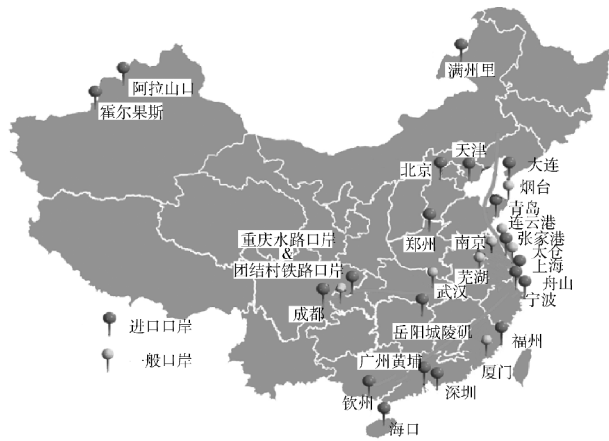 满州里
阿拉山口
霍尔果斯
天津
北京
大连
烟台
青岛
连云港
郑州
南京
张家港
太仓
重庆水路口岸
&
团结村铁路口岸
芜湖
上海
武汉
舟山
宁波
成都
岳阳城陵矶
进口口岸
福州
一般口岸
广州黄埔
厦门
钦州
深圳
海口